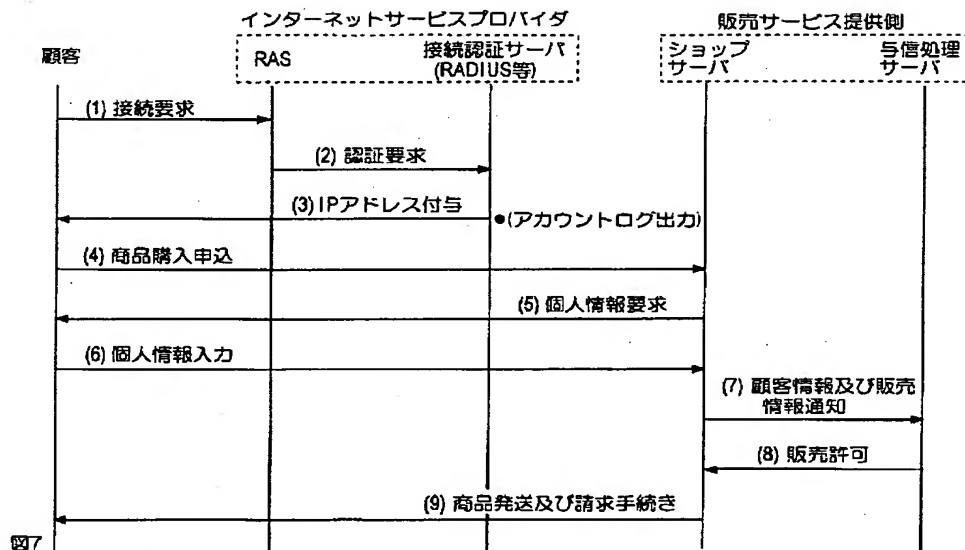 インターネットサービスプロバイダ
販売サービス提供側
顧客
RAS
接続認証サーバ
(RADIUS等)
ショップ
サーバ
与信処理
サーバ
(1) 接続要求
(2) 認証要求
(3) IPアドレス付与
●(アカウントログ出力)
(4) 商品購入申込
(5) 個人情報要求
(6) 個人情報入力
(7) 顧客情報及び販売
情報通知
(8) 販売許可
(9) 商品発送及び請求手続き
図7